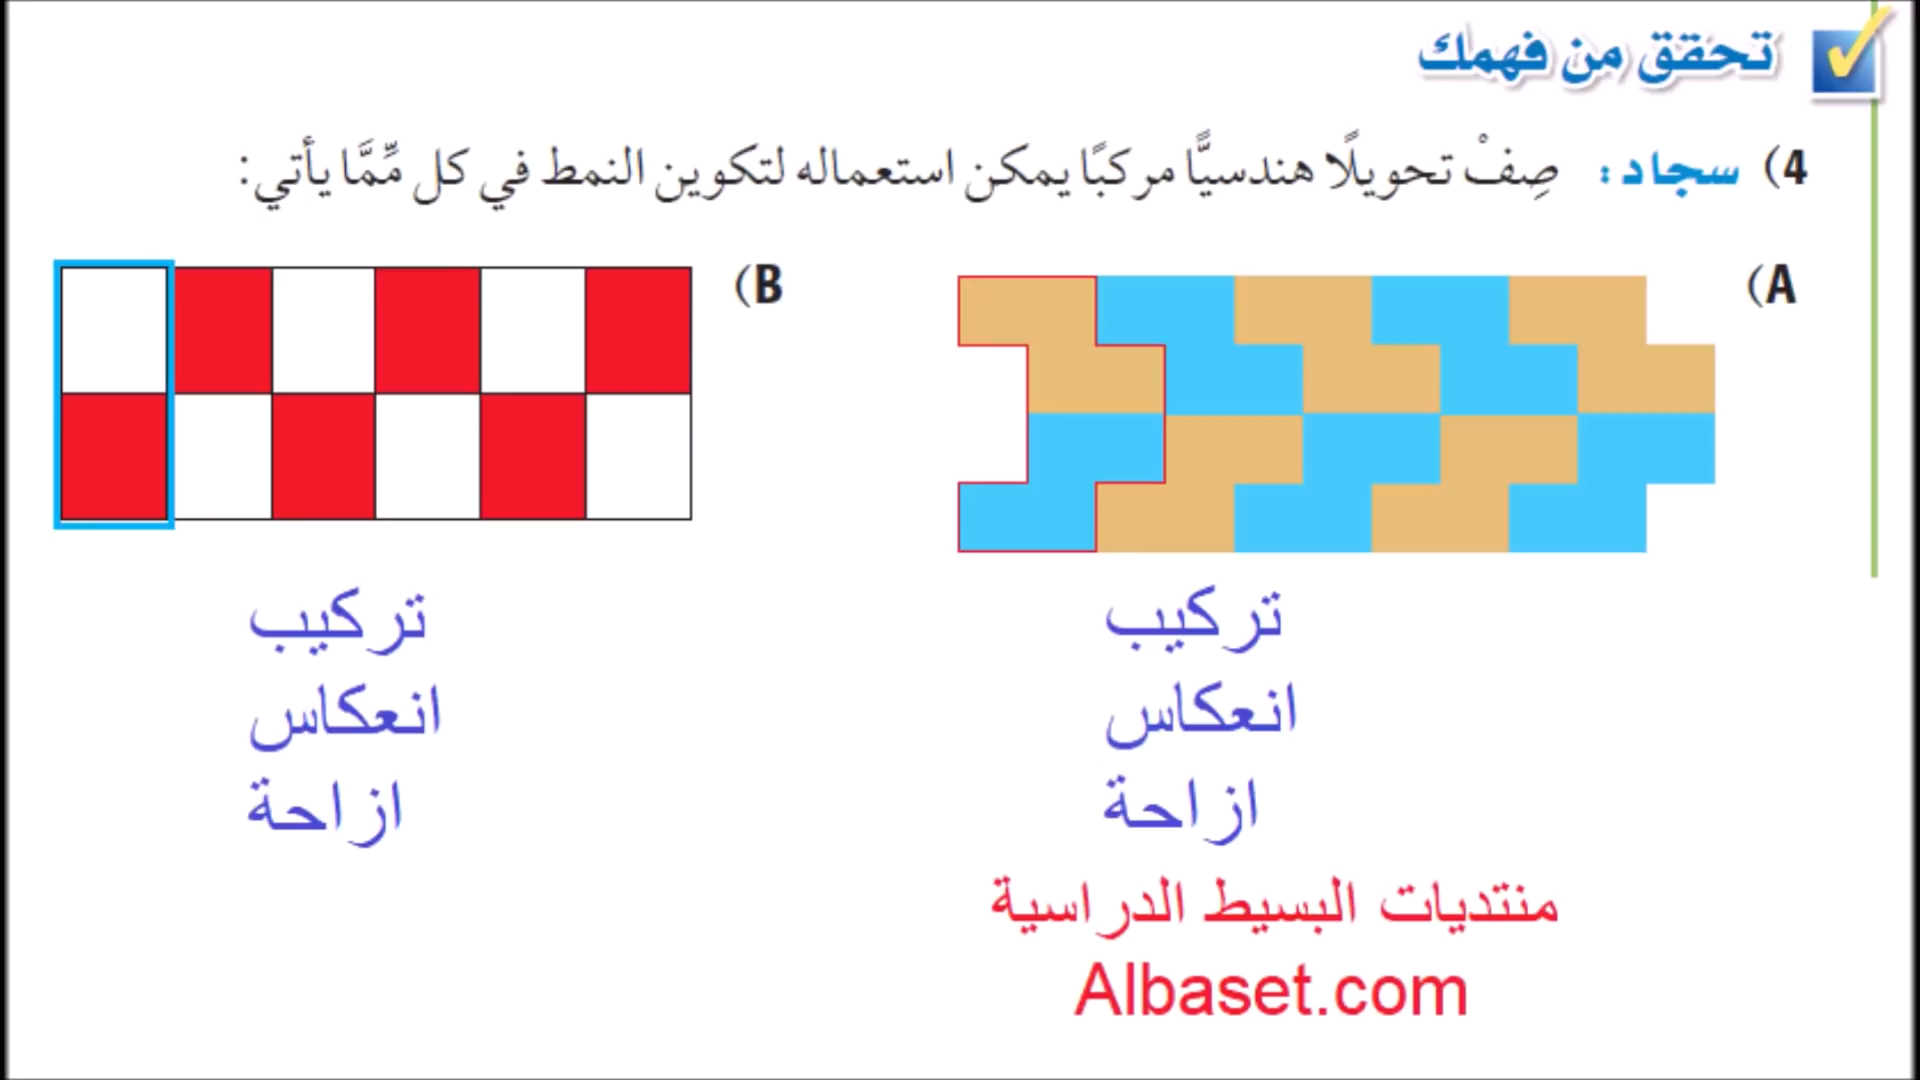 تحقق من فهمك
4) سجاد: صِفْ تحويلًا هندسيًّا مركبًا يمكن استعماله لتكوين النمط في كل مِّمَّا يأتي:
A)
B)
تركيب
انعكاس
ازاحة
تركيب
انعكاس
ازاحة
منتديات البسيط الدراسية
Albaset.com